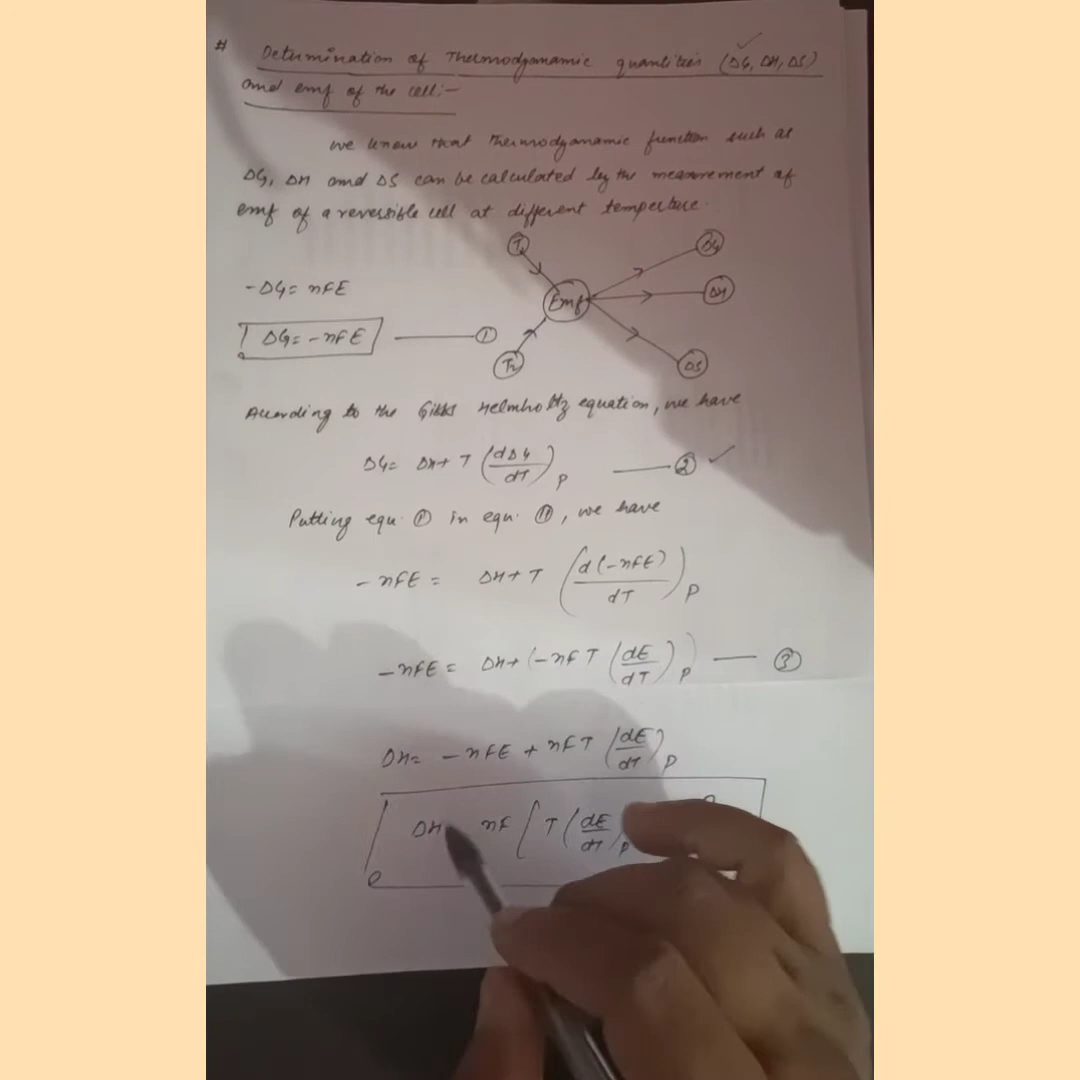 # Determination of Thermodynamic quantities (ΔG, ΔH, ΔS)
and emf of the cell:-
we know that thermodynamic function such as
ΔG, ΔH and ΔS can be calculated by the measurement of
emf of a reversible cell at different temperture.
T₁ ΔG
-ΔG = nFE Emf ΔH
ΔG = -nFE —— ①
T₂ ΔS
According to the Gibbs Helmholtz equation, we have
ΔG = ΔH + T (dΔG/dT)P —— ② ✓
Putting equ. ① in equ. ⑪, we have
-nFE = ΔH + T (d(-nFE)/dT)P
-nFE = ΔH + (-nFT (dE/dT)P) —— ③
ΔH = -nFE + nFT (dE/dT)P
ΔH nF [T (dE/dT)P